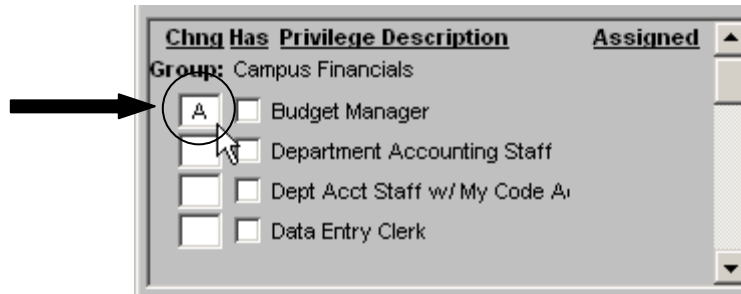 Chng Has Privilege Description Assigned
Group: Campus Financials
A Budget Manager
Department Accounting Staff
Dept Acct Staff w/ My Code
Data Entry Clerk